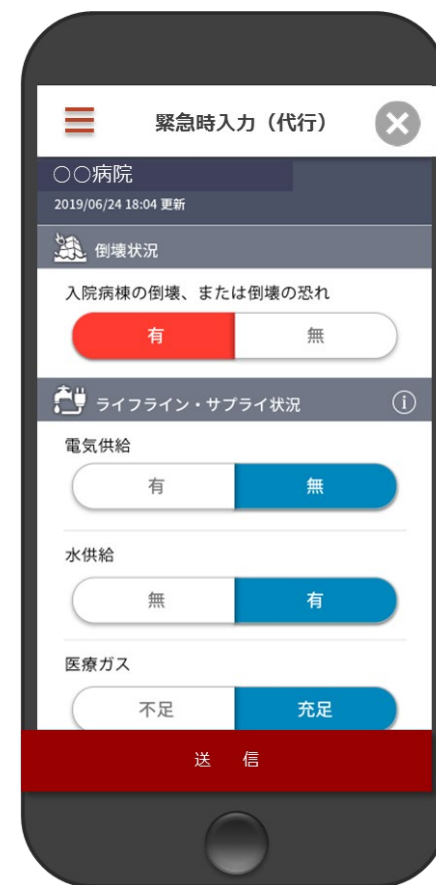 緊急時入力（代行）
○○病院
2019/06/24 18:04 更新
倒壊状況
入院病棟の倒壊、または倒壊の恐れ
有 無
ライフライン・サプライ状況
電気供給
有 無
水供給
無 有
医療ガス
不足 充足
送 信